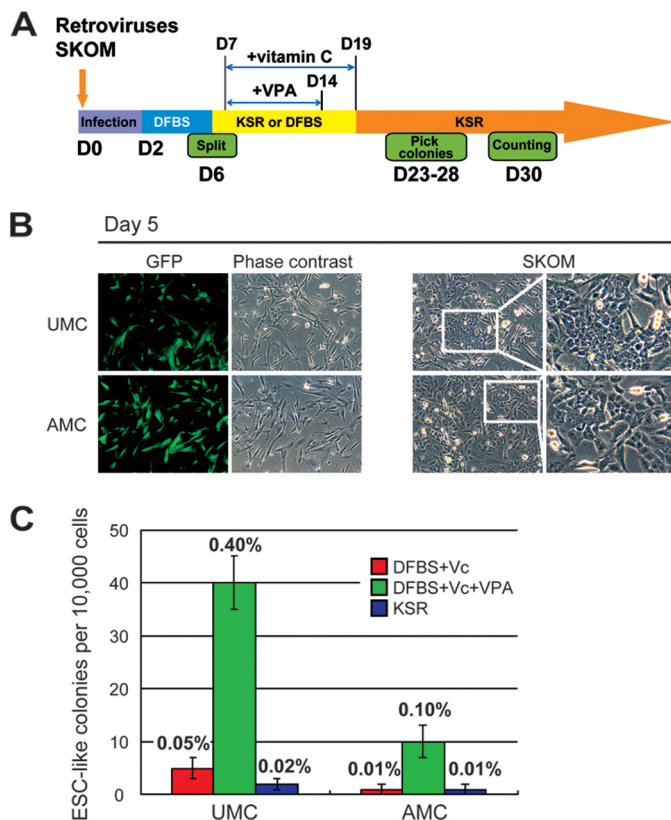 A
Retroviruses
SKOM
D7
+vitamin C
D19
+VPA
D14
Infection
DFBS
KSR or DFBS
KSR
D0
D2
Split
D6
Pick
colonies
D23-28
Counting
D30
B
Day 5
GFP
Phase contrast
SKOM
UMC
AMC
C
ESC-like colonies per 10,000 cells
50
40
30
20
10
0
0.40%
0.05%
0.02%
0.10%
0.01%
0.01%
DFBS+Vc
DFBS+Vc+VPA
KSR
UMC
AMC